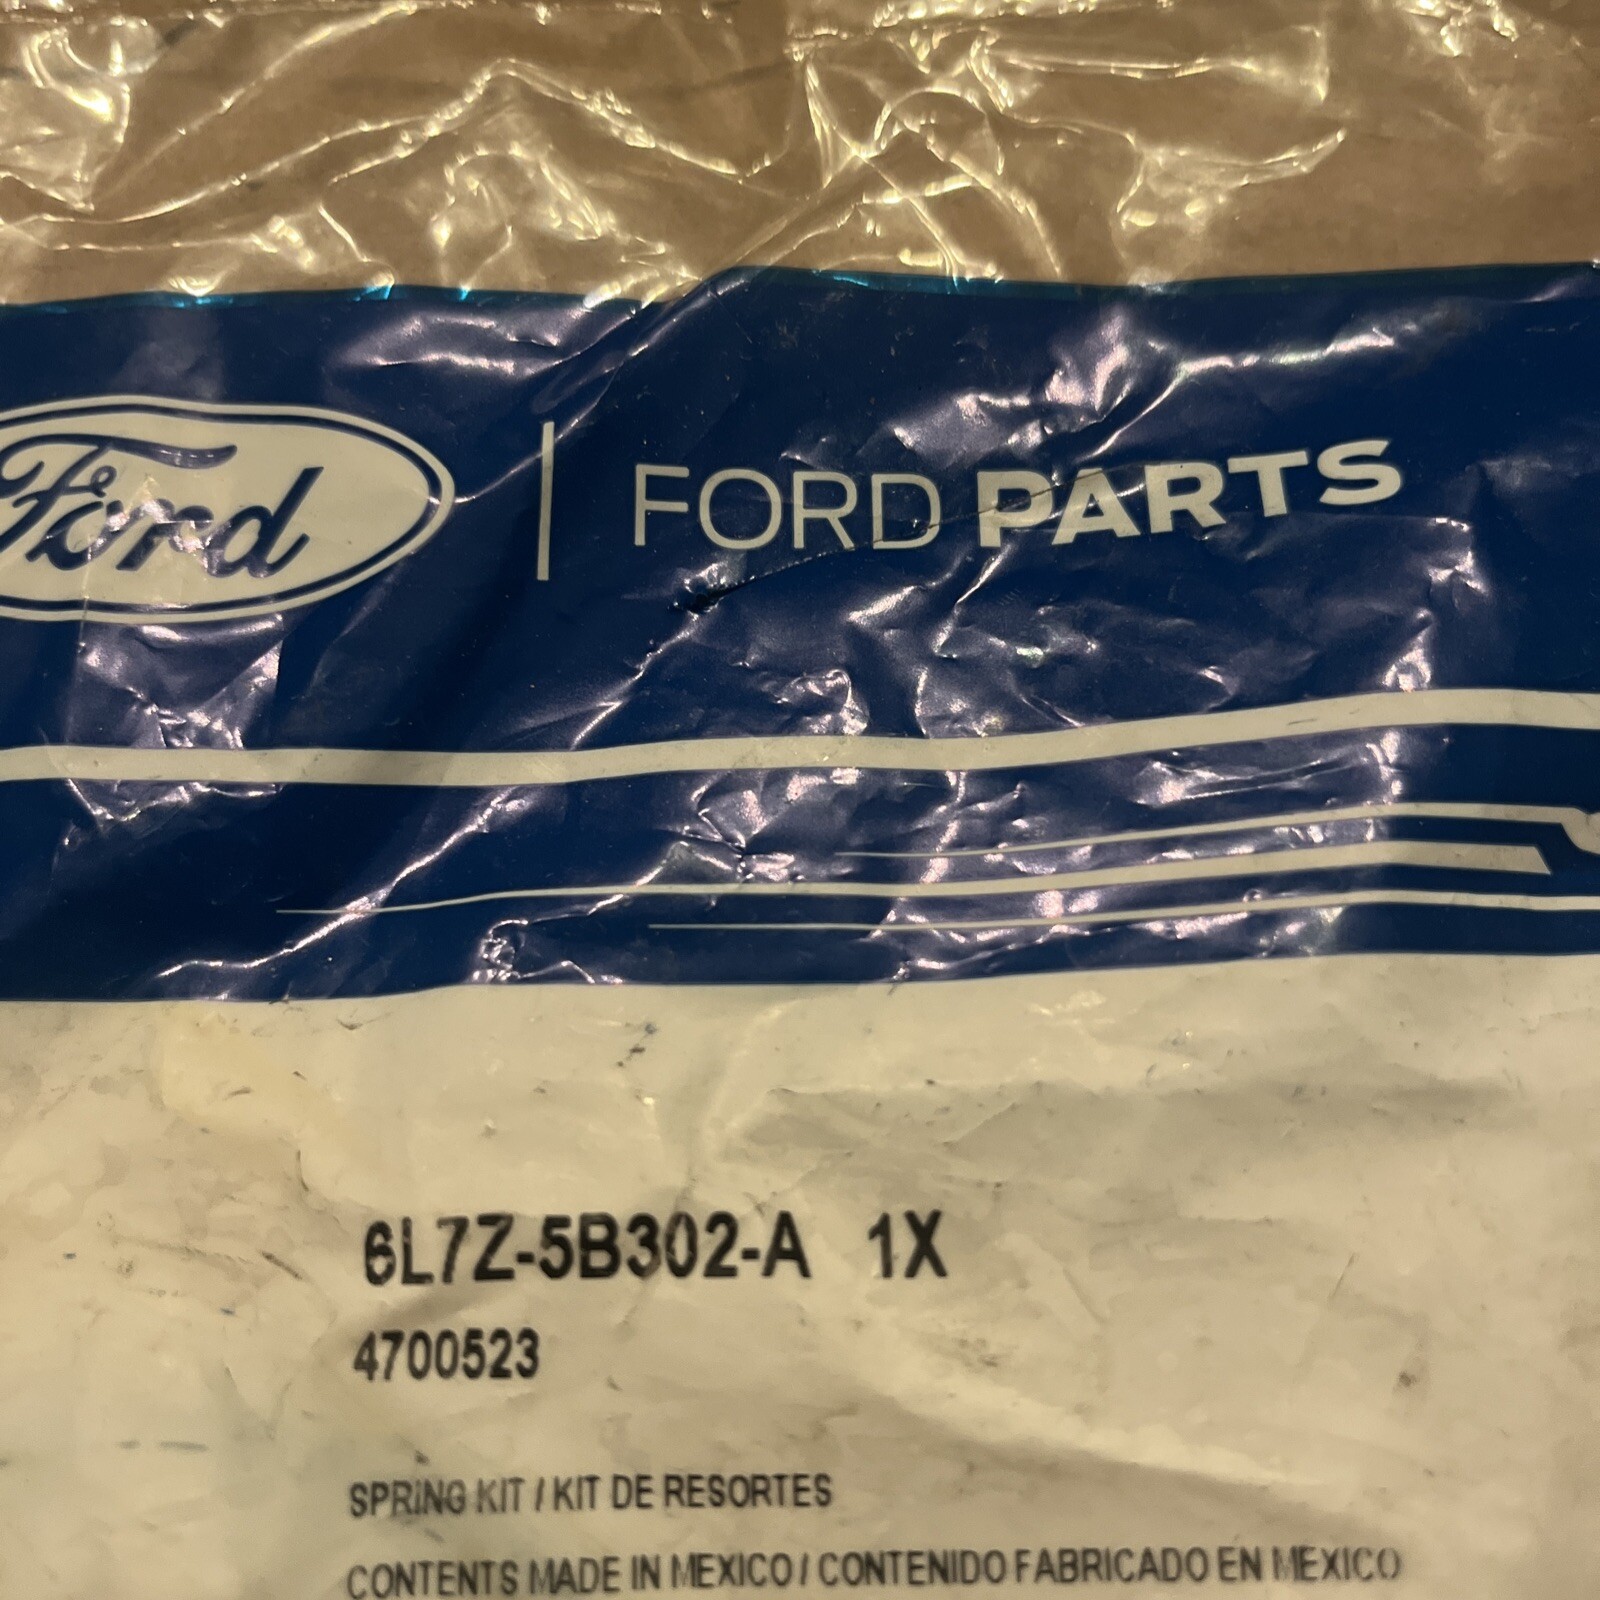 Ford
FORD PARTS
6L7Z-5B302-A 1X
4700523
SPRING KIT / KIT DE RESORTES
CONTENTS MADE IN MEXICO / CONTENIDO FABRICADO EN MEXICO